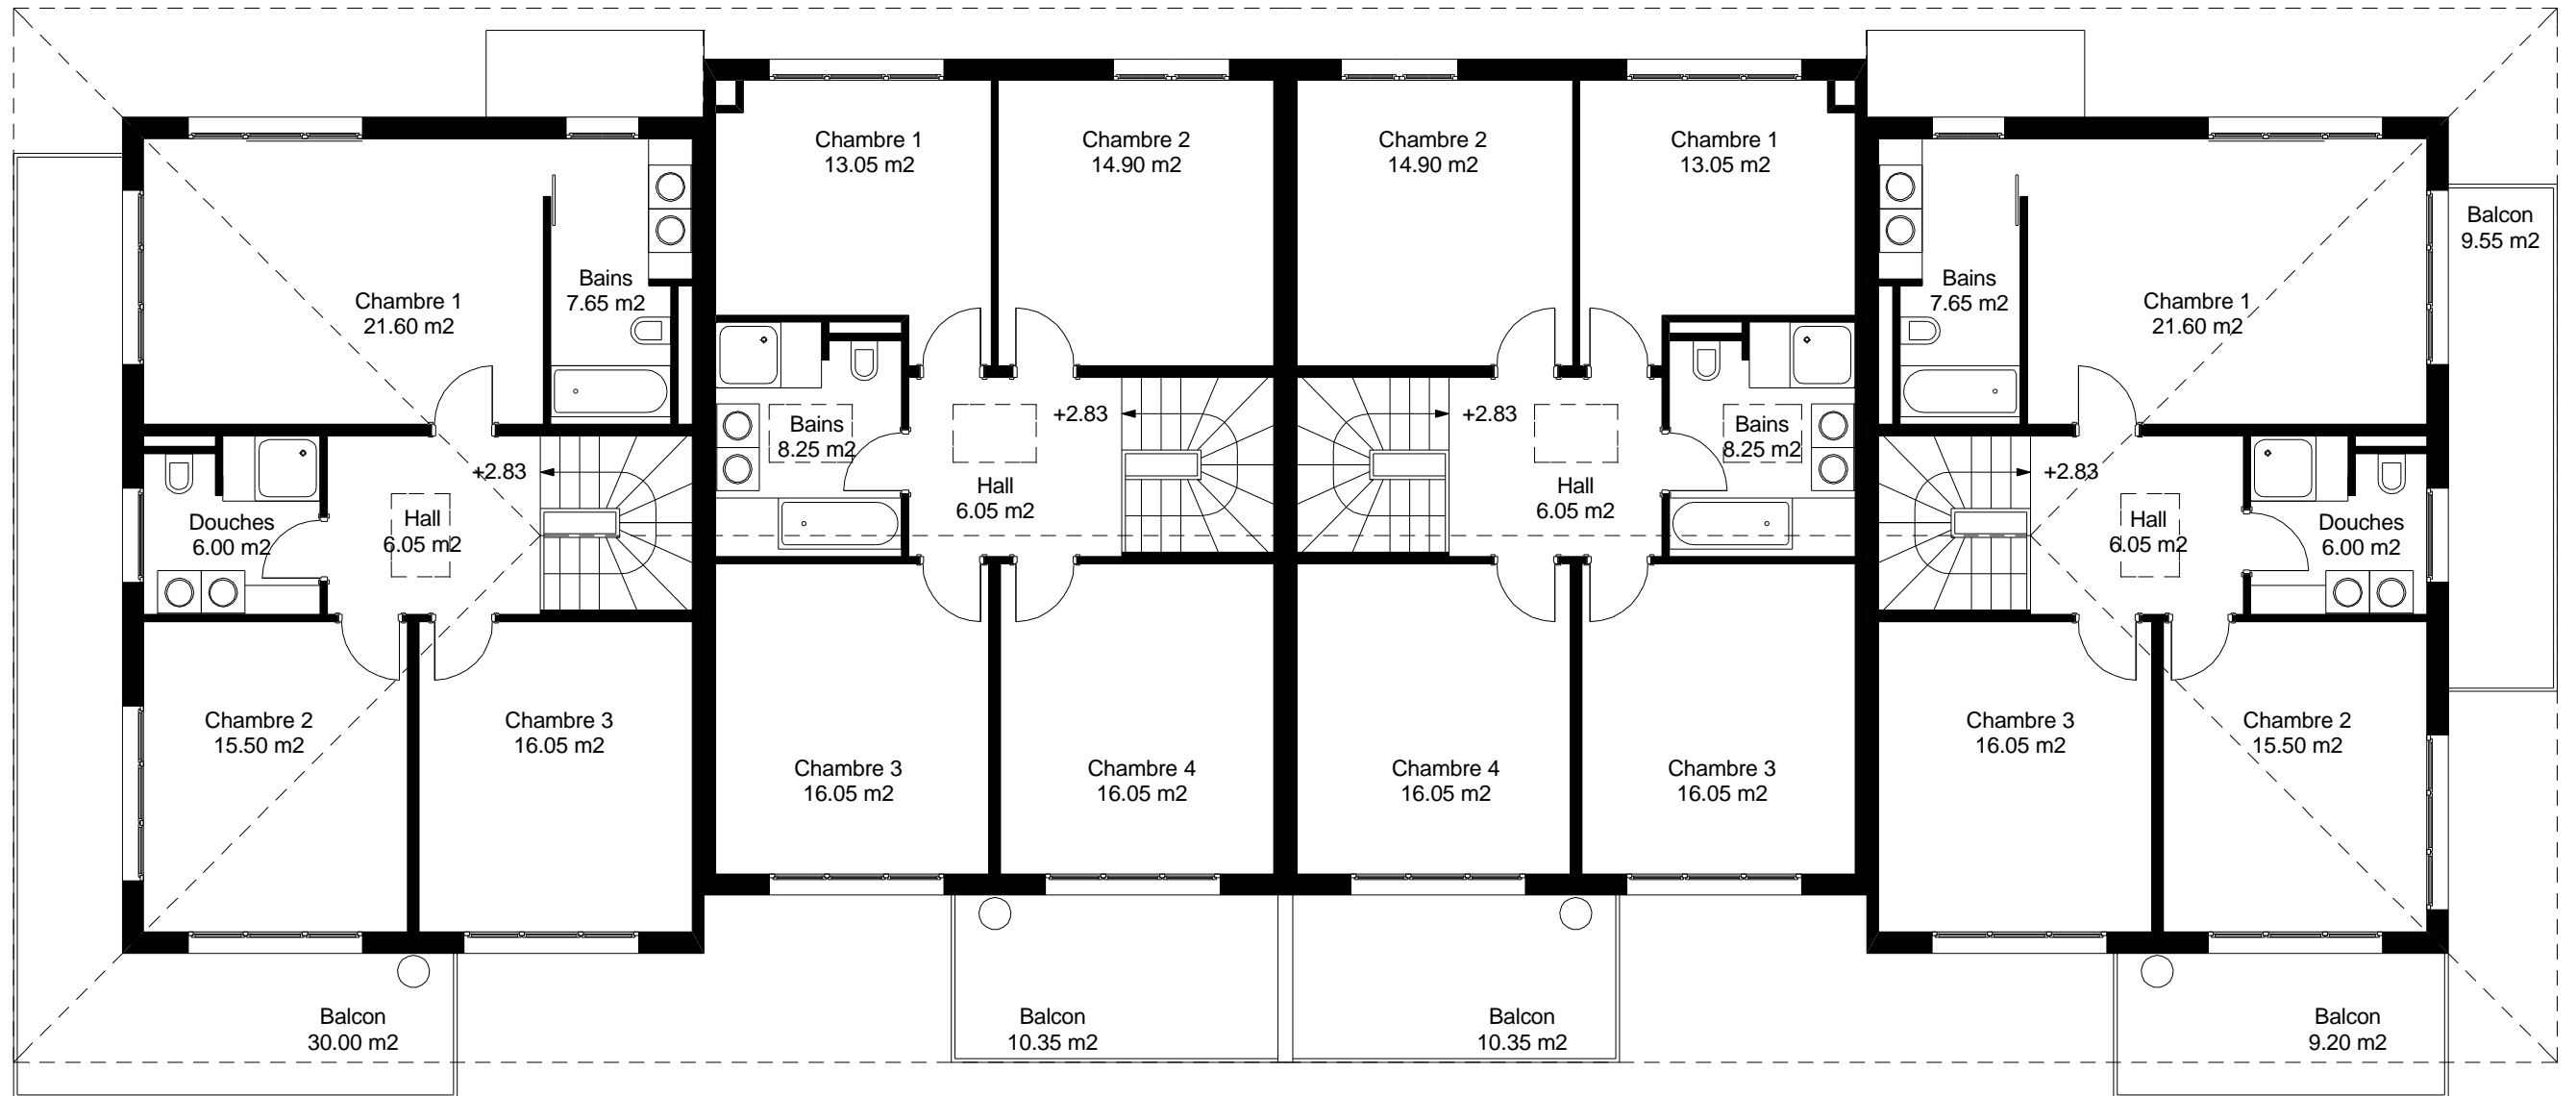 Chambre 1
21.60 m2
Bains
7.65 m2
Douches
6.00 m2
Hall
6.05 m2
+2.83
Chambre 2
15.50 m2
Chambre 3
16.05 m2
Balcon
30.00 m2
Chambre 1
13.05 m2
Chambre 2
14.90 m2
Bains
8.25 m2
Hall
6.05 m2
+2.83
Chambre 3
16.05 m2
Chambre 4
16.05 m2
Balcon
10.35 m2
Chambre 2
14.90 m2
Chambre 1
13.05 m2
+2.83
Hall
6.05 m2
Bains
8.25 m2
Chambre 4
16.05 m2
Chambre 3
16.05 m2
Balcon
10.35 m2
Bains
7.65 m2
Chambre 1
21.60 m2
Balcon
9.55 m2
+2.83
Hall
6.05 m2
Douches
6.00 m2
Chambre 3
16.05 m2
Chambre 2
15.50 m2
Balcon
9.20 m2